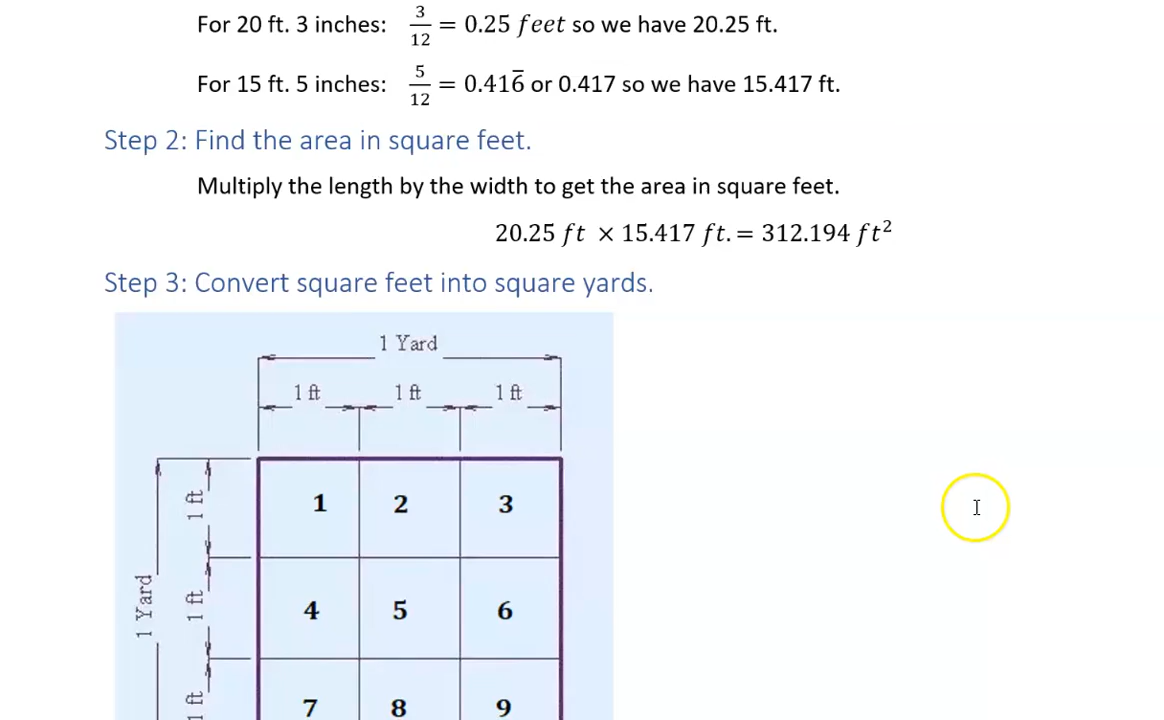 For 20 ft. 3 inches: 3/12 = 0.25 feet so we have 20.25 ft.
For 15 ft. 5 inches: 5/12 = 0.416̅ or 0.417 so we have 15.417 ft.
Step 2: Find the area in square feet.
Multiply the length by the width to get the area in square feet.
20.25 ft × 15.417 ft. = 312.194 ft²
Step 3: Convert square feet into square yards.
1 Yard
1 ft 1 ft 1 ft
1 ft
1 2 3
1 Yard
1 ft
4 5 6
1 ft
7 8 9